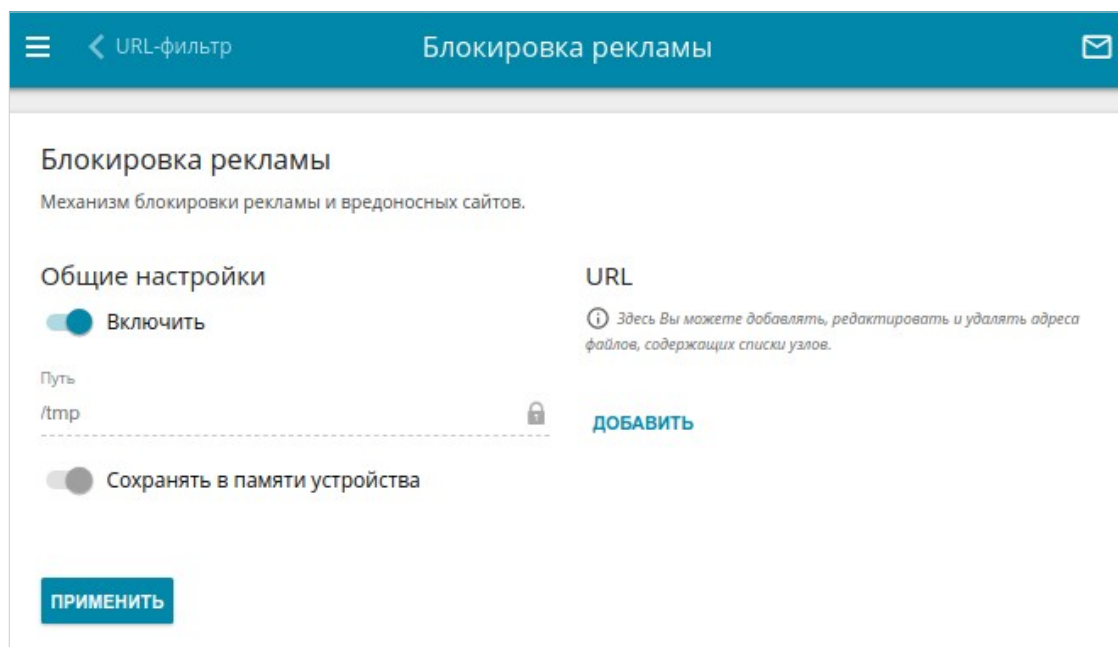 URL-фильтр
Блокировка рекламы
Блокировка рекламы
Механизм блокировки рекламы и вредоносных сайтов.
Общие настройки
Включить
Путь
/tmp
Сохранять в памяти устройства
ПРИМЕНИТЬ
URL
Здесь Вы можете добавлять, редактировать и удалять адреса
файлов, содержащих списки узлов.
ДОБАВИТЬ